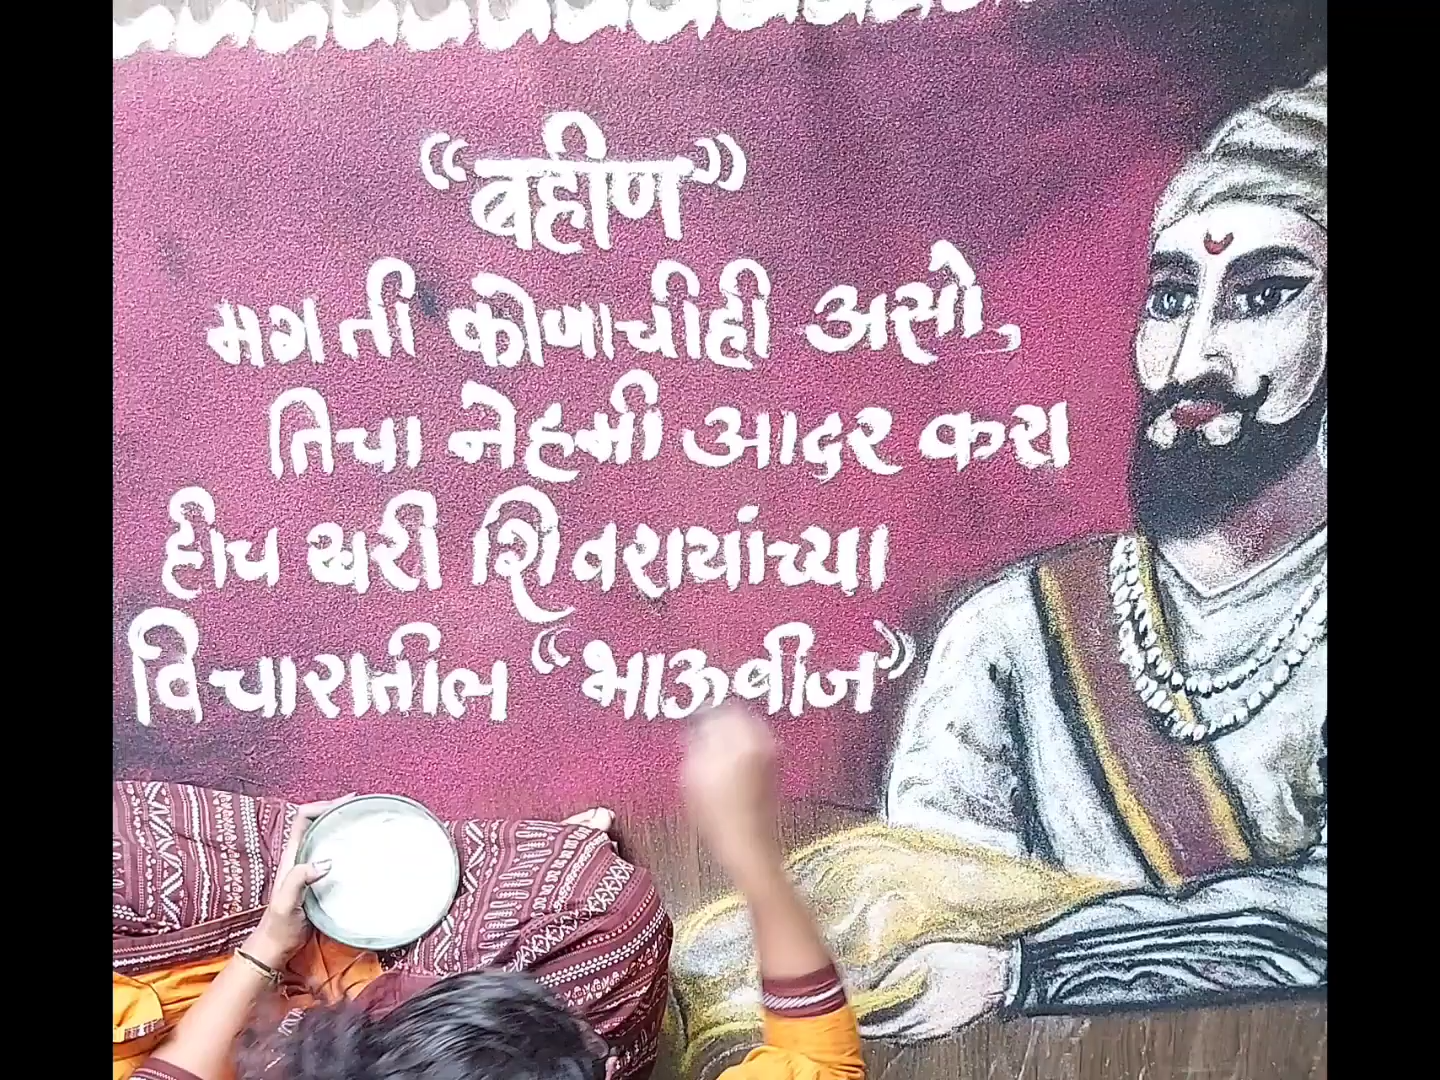 “बहीण”
मग ती कोणाचीही असो,
तिचा नेहमी आदर करा
हीच खरी शिवरायांच्या
विचारातील “भाऊबीज”